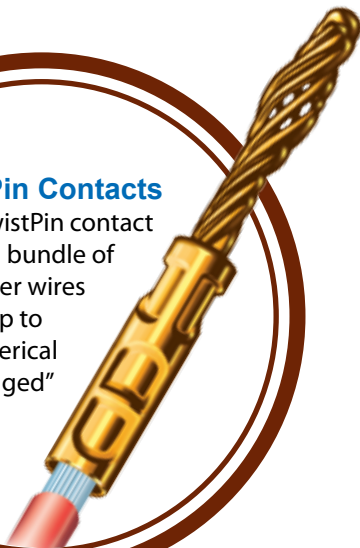 Pin Contacts
wistPin contact
bundle of
er wires
p to
erical
ged”